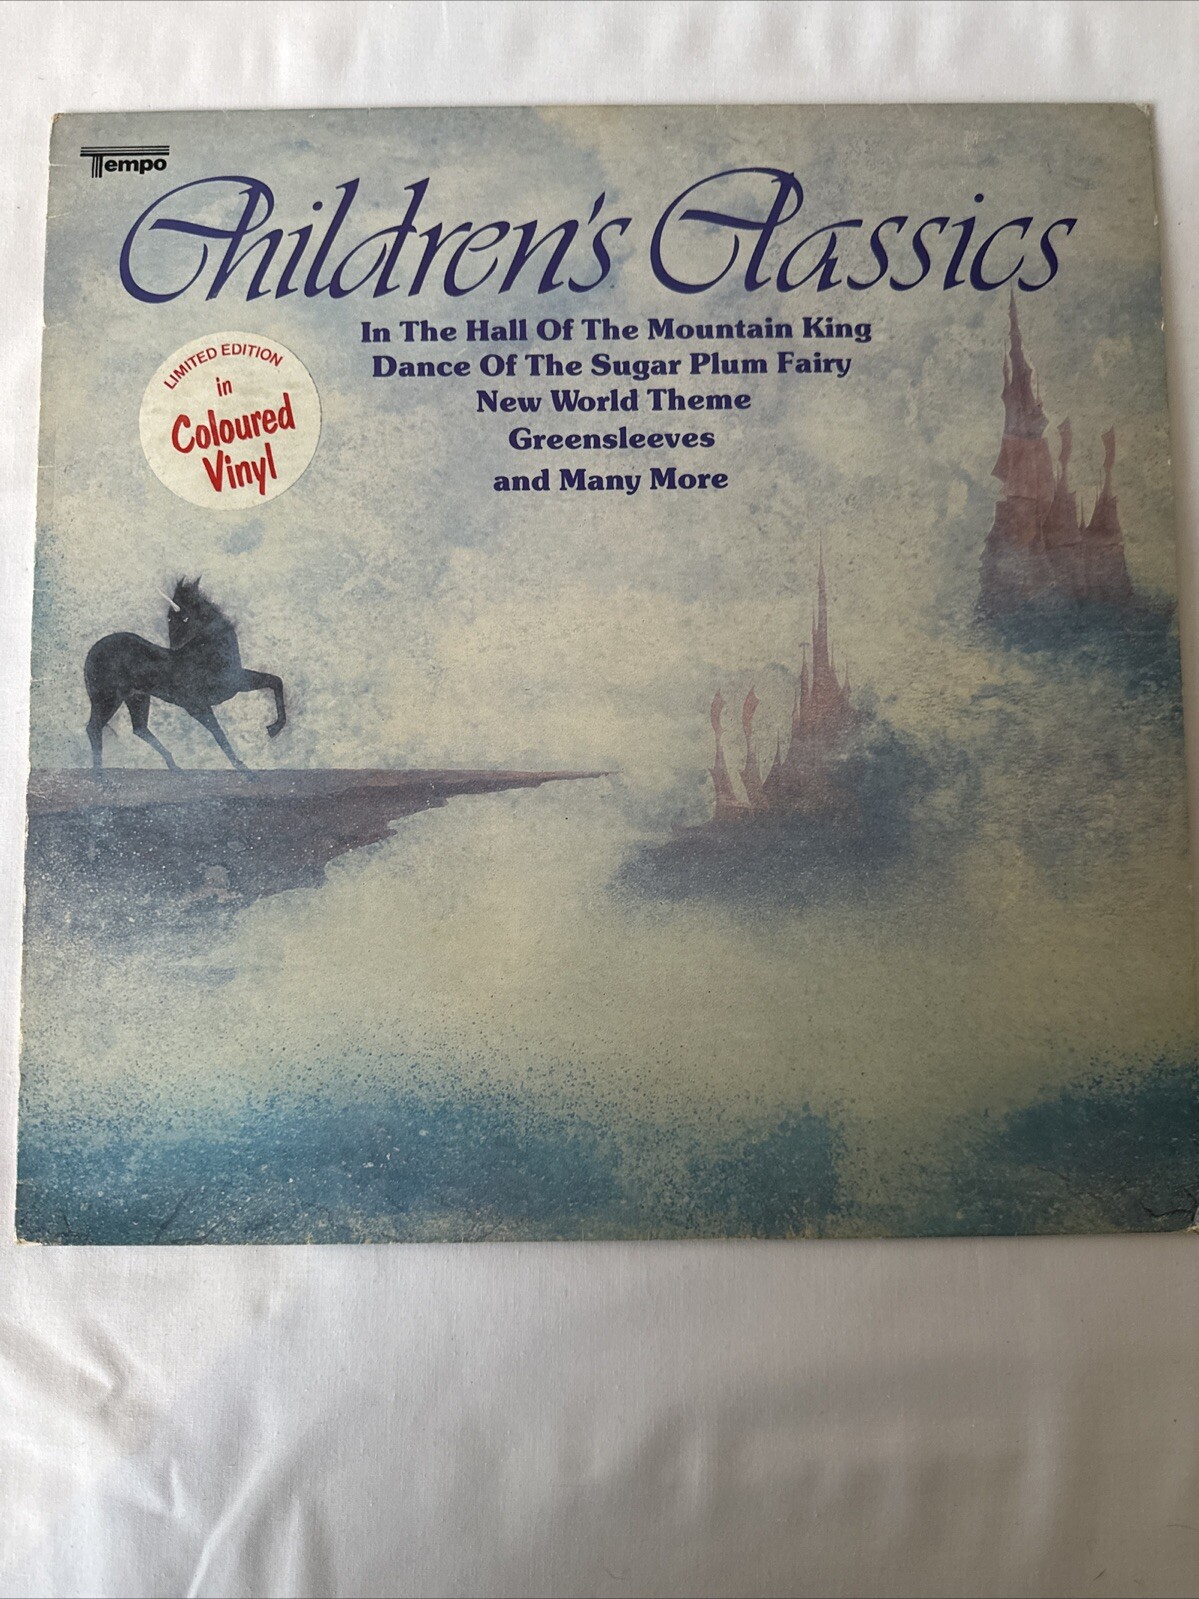 Tempo
Children's Classics
In The Hall Of The Mountain King
Dance Of The Sugar Plum Fairy
New World Theme
Greensleeves
and Many More
LIMITED EDITION
in
Coloured
Vinyl